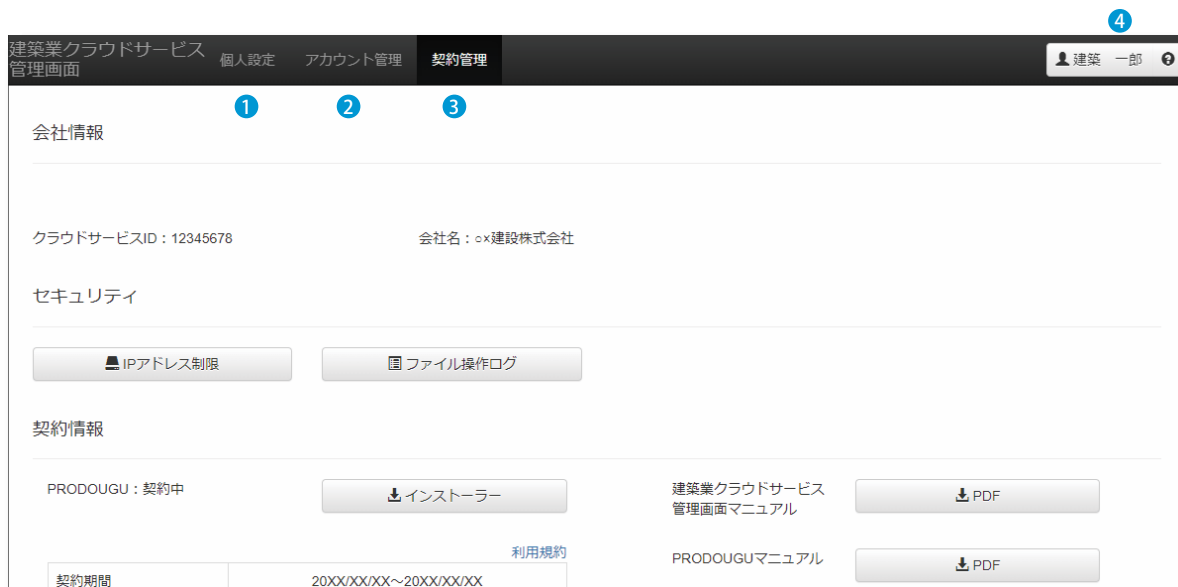 4
建築業クラウドサービス
管理画面
個人設定 アカウント管理 契約管理 建築 一郎
1 2 3
会社情報
クラウドサービスID：12345678 会社名：○×建設株式会社
セキュリティ
IPアドレス制限 ファイル操作ログ
契約情報
PRODOUGU：契約中 インストーラー
建築業クラウドサービス
管理画面マニュアル
PDF
利用規約
PRODOUGUマニュアル PDF
契約期間 20XX/XX/XX～20XX/XX/XX